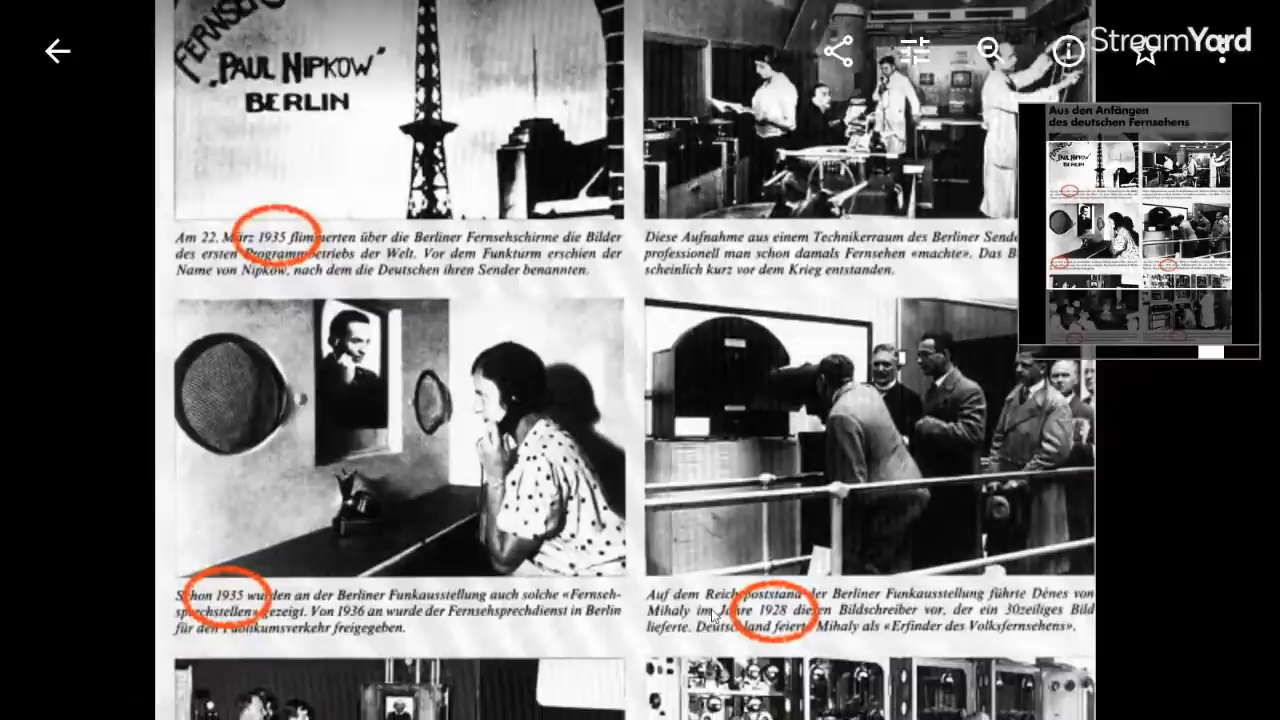 StreamYard
FERNSE
"PAUL NIPKOW"
BERLIN
Aus den Anfängen
des deutschen Fernsehens
PAUL NIPKOW
BERLIN
Am 22. März 1935 flimmerten über die Berliner Fernsehschirme die Bilder
des ersten Programmbetriebs der Welt. Vor dem Funkturm erschien der
Name von Nipkow, nach dem die Deutschen ihren Sender benannten.
Diese Aufnahme aus einem Technikerraum des Berliner Sende
professionell man schon damals Fernsehen «machte». Das B
scheinlich kurz vor dem Krieg entstanden.
Schon 1935 wurden an der Berliner Funkausstellung auch solche «Fernseh-
sprechstellen» gezeigt. Von 1936 an wurde der Fernsehsprechdienst in Berlin
für den Publikumsverkehr freigegeben.
Auf dem Reichspoststand der Berliner Funkausstellung führte Dénes von
Mihaly im Jahre 1928 diesen Bildschreiber vor, der ein 30zeiliges Bild
lieferte. Deutschland feierte Mihaly als «Erfinder des Volksfernsehens».